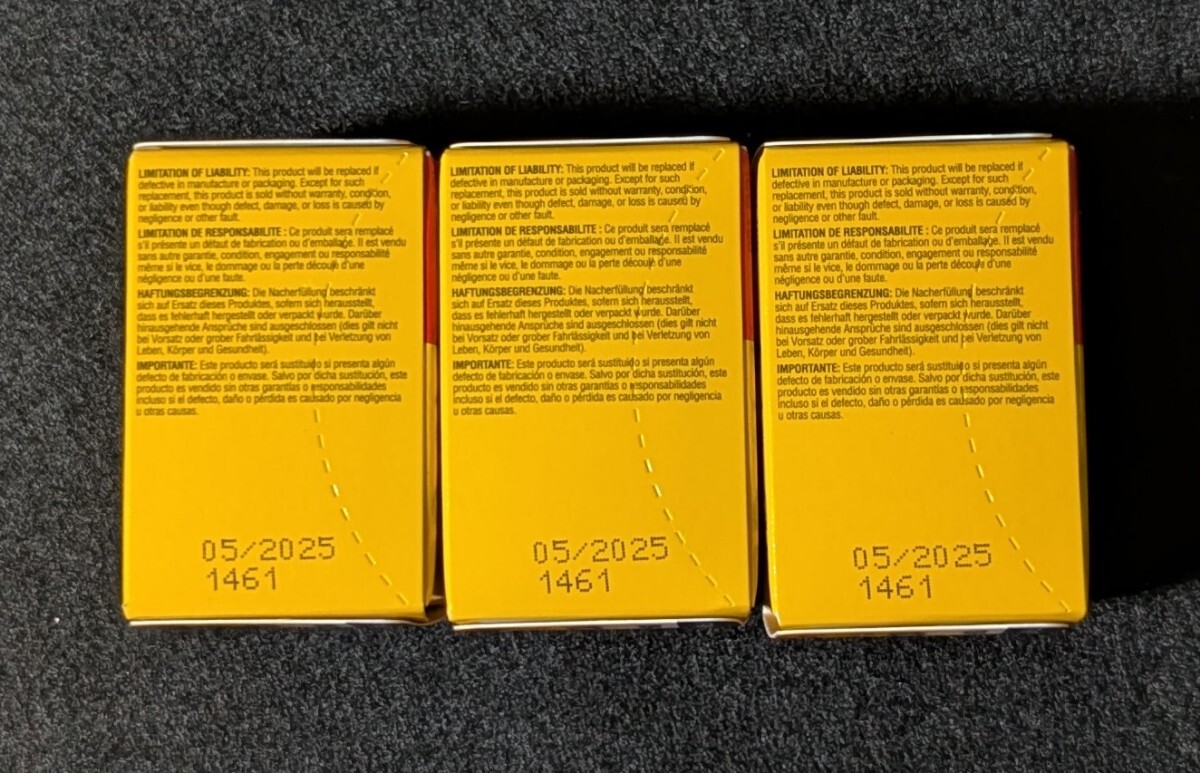 LIMITATION OF LIABILITY: This product will be replaced if
defective in manufacture or packaging. Except for such
replacement, this product is sold without warranty, condition,
or liability even though defect, damage, or loss is caused by
negligence or other fault.
LIMITATION DE RESPONSABILITE : Ce produit sera remplacé
s'il présente un défaut de fabrication ou d'emballage. Il est vendu
sans autre garantie, condition, engagement ou responsabilité
même si le vice, le dommage ou la perte découle d'une
négligence ou d'une faute.
HAFTUNGSBEGRENZUNG: Die Nacherfüllung beschränkt
sich auf Ersatz dieses Produktes, sofern sich herausstellt,
dass es fehlerhaft hergestellt oder verpackt wurde. Darüber
hinausgehende Ansprüche sind ausgeschlossen (dies gilt nicht
bei Vorsatz oder grober Fahrlässigkeit und bei Verletzung von
Leben, Körper und Gesundheit).
IMPORTANTE: Este producto será sustituido si presenta algún
defecto de fabricación o envase. Salvo por dicha sustitución, este
producto es vendido sin otras garantías o responsabilidades
incluso si el defecto, daño o pérdida es causado por negligencia
u otras causas.
05/2025
1461
LIMITATION OF LIABILITY: This product will be replaced if
defective in manufacture or packaging. Except for such
replacement, this product is sold without warranty, condition,
or liability even though defect, damage, or loss is caused by
negligence or other fault.
LIMITATION DE RESPONSABILITE : Ce produit sera remplacé
s'il présente un défaut de fabrication ou d'emballage. Il est vendu
sans autre garantie, condition, engagement ou responsabilité
même si le vice, le dommage ou la perte découle d'une
négligence ou d'une faute.
HAFTUNGSBEGRENZUNG: Die Nacherfüllung beschränkt
sich auf Ersatz dieses Produktes, sofern sich herausstellt,
dass es fehlerhaft hergestellt oder verpackt wurde. Darüber
hinausgehende Ansprüche sind ausgeschlossen (dies gilt nicht
bei Vorsatz oder grober Fahrlässigkeit und bei Verletzung von
Leben, Körper und Gesundheit).
IMPORTANTE: Este producto será sustituido si presenta algún
defecto de fabricación o envase. Salvo por dicha sustitución, este
producto es vendido sin otras garantías o responsabilidades
incluso si el defecto, daño o pérdida es causado por negligencia
u otras causas.
05/2025
1461
LIMITATION OF LIABILITY: This product will be replaced if
defective in manufacture or packaging. Except for such
replacement, this product is sold without warranty, condition,
or liability even though defect, damage, or loss is caused by
negligence or other fault.
LIMITATION DE RESPONSABILITE : Ce produit sera remplacé
s'il présente un défaut de fabrication ou d'emballage. Il est vendu
sans autre garantie, condition, engagement ou responsabilité
même si le vice, le dommage ou la perte découle d'une
négligence ou d'une faute.
HAFTUNGSBEGRENZUNG: Die Nacherfüllung beschränkt
sich auf Ersatz dieses Produktes, sofern sich herausstellt,
dass es fehlerhaft hergestellt oder verpackt wurde. Darüber
hinausgehende Ansprüche sind ausgeschlossen (dies gilt nicht
bei Vorsatz oder grober Fahrlässigkeit und bei Verletzung von
Leben, Körper und Gesundheit).
IMPORTANTE: Este producto será sustituido si presenta algún
defecto de fabricación o envase. Salvo por dicha sustitución, este
producto es vendido sin otras garantías o responsabilidades
incluso si el defecto, daño o pérdida es causado por negligencia
u otras causas.
05/2025
1461